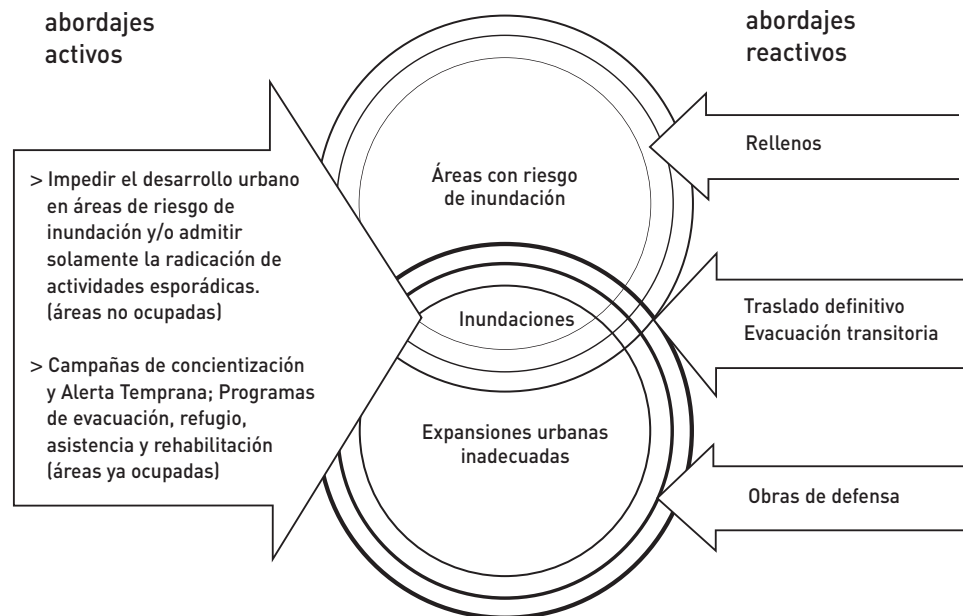 abordajes
activos
> Impedir el desarrollo urbano
en áreas de riesgo de
inundación y/o admitir
solamente la radicación de
actividades esporádicas.
(áreas no ocupadas)
> Campañas de concientización
y Alerta Temprana; Programas
de evacuación, refugio,
asistencia y rehabilitación
(áreas ya ocupadas)
Áreas con riesgo
de inundación
Inundaciones
Expansiones urbanas
inadecuadas
abordajes
reactivos
Rellenos
Traslado definitivo
Evacuación transitoria
Obras de defensa